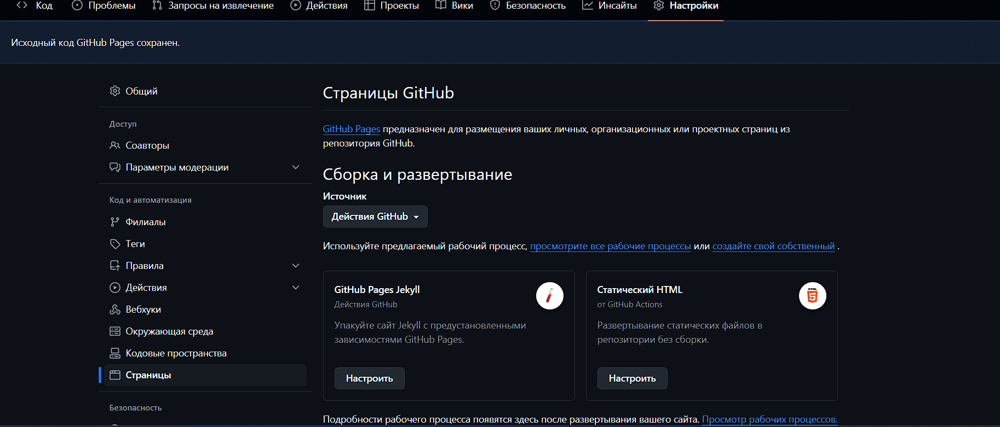 Код Проблемы Запросы на извлечение Действия Проекты Вики Безопасность Инсайты Настройки
Исходный код GitHub Pages сохранен.
Общий
Доступ
Соавторы
Параметры модерации
Код и автоматизация
Филиалы
Теги
Правила
Действия
Вебхуки
Окружающая среда
Кодовые пространства
Страницы
Безопасность
Страницы GitHub
GitHub Pages предназначен для размещения ваших личных, организационных или проектных страниц из
репозитория GitHub.
Сборка и развертывание
Источник
Действия GitHub
Используйте предлагаемый рабочий процесс, просмотрите все рабочие процессы или создайте свой собственный .
GitHub Pages Jekyll
Действия GitHub
Упакуйте сайт Jekyll с предустановленными
зависимостями GitHub Pages.
Настроить
Статический HTML
от GitHub Actions
HTML
5
Развертывание статических файлов в
репозитории без сборки.
Настроить
Подробности рабочего процесса появятся здесь после развертывания вашего сайта. Просмотр рабочих процессов.